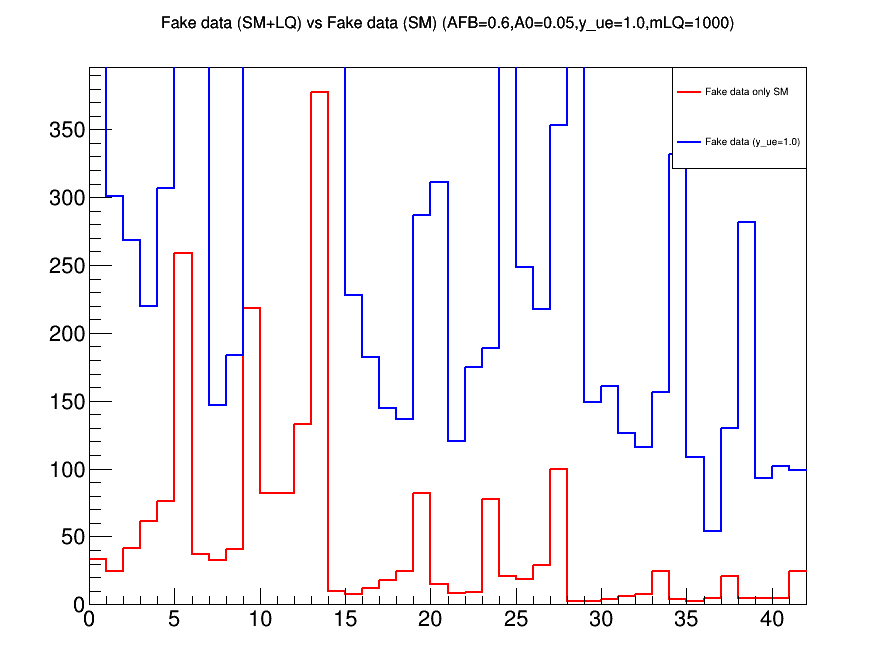 Fake data (SM+LQ) vs Fake data (SM) (AFB=0.6,A0=0.05,y_ue=1.0,mLQ=1000)
Fake data only SM
Fake data (y_ue=1.0)
350
300
250
200
150
100
50
0
0 5 10 15 20 25 30 35 40